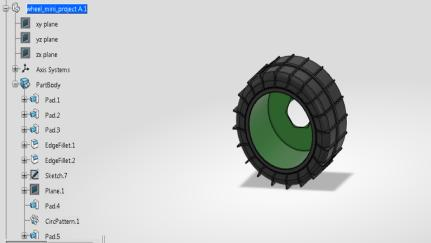 wheel_mini_project A.1
xy plane
yz plane
zx plane
Axis Systems
PartBody
Pad.1
Pad.2
Pad.3
EdgeFillet.1
EdgeFillet.2
Sketch.7
Plane.1
Pad.4
CircPattern.1
Pad.5